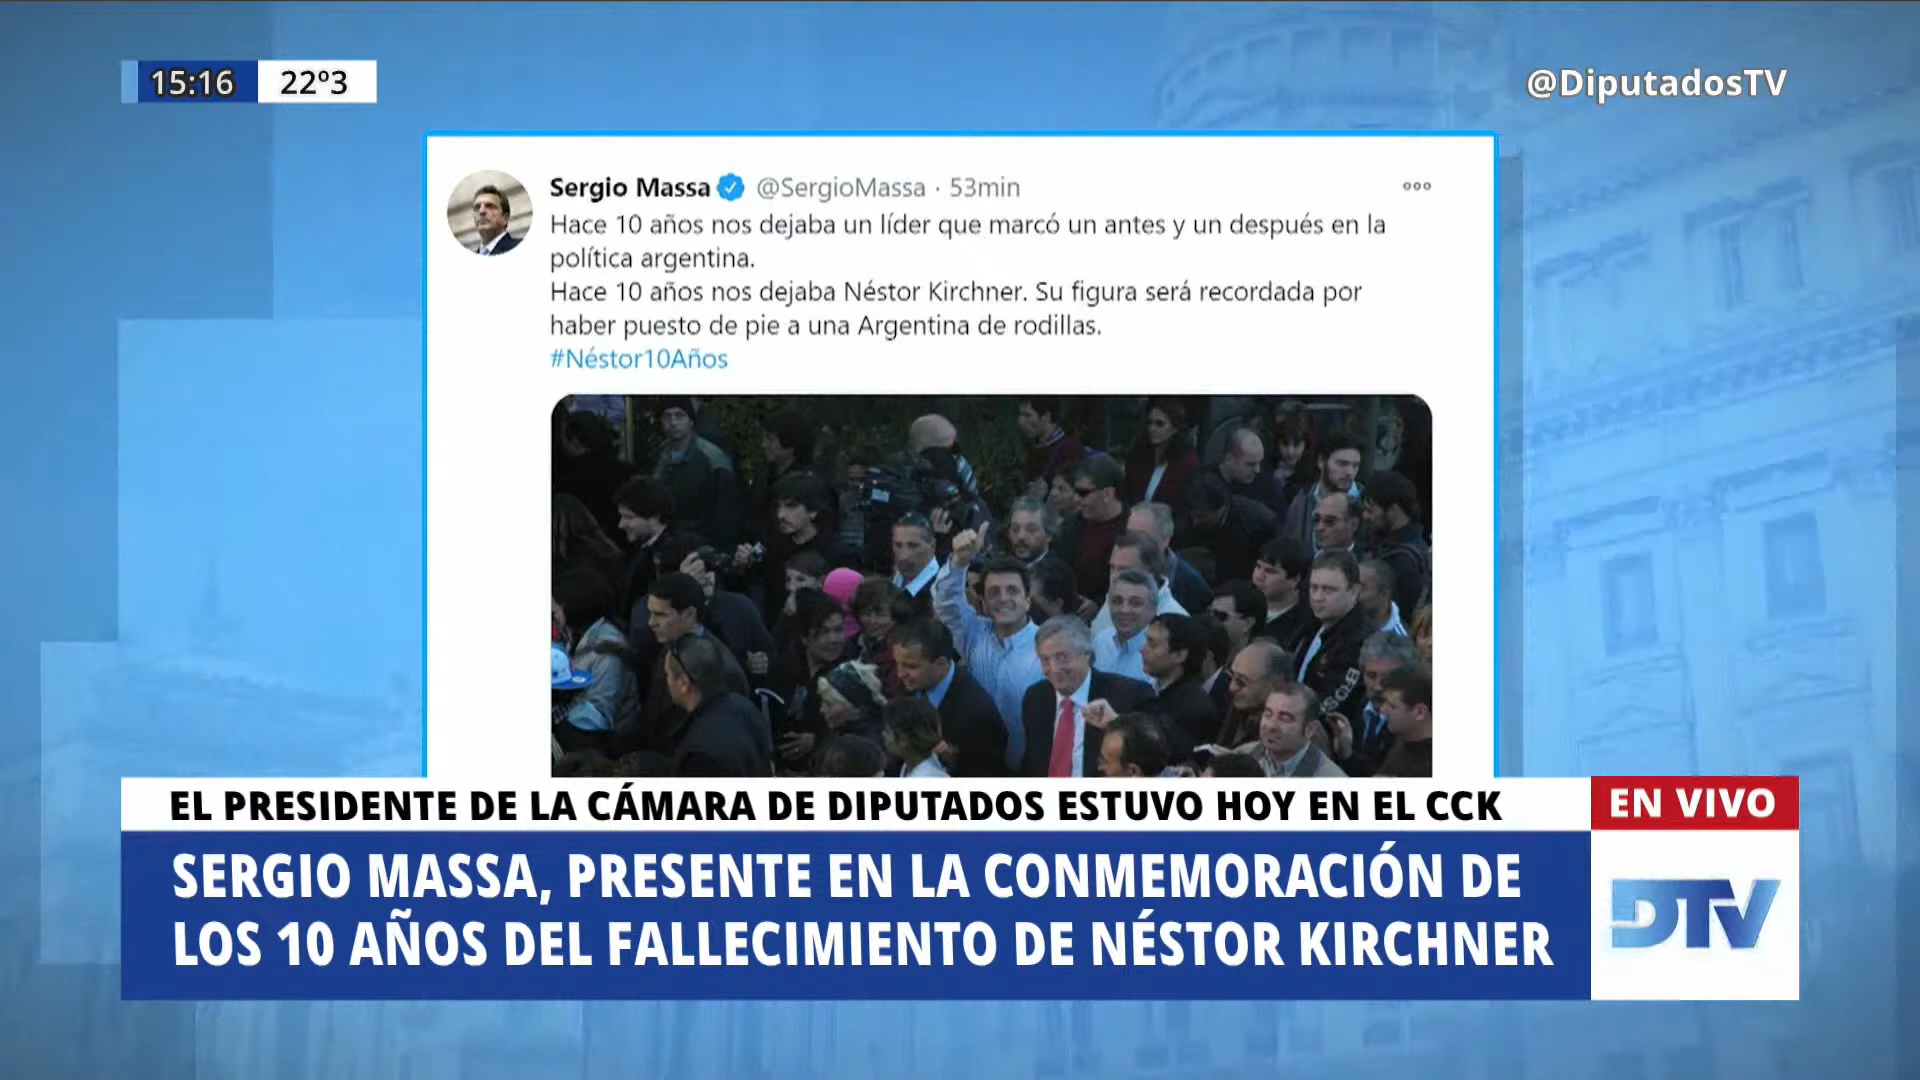 15:16 22º3
@DiputadosTV
Sergio Massa @SergioMassa · 53min
Hace 10 años nos dejaba un líder que marcó un antes y un después en la
política argentina.
Hace 10 años nos dejaba Néstor Kirchner. Su figura será recordada por
haber puesto de pie a una Argentina de rodillas.
#Néstor10Años
EL PRESIDENTE DE LA CÁMARA DE DIPUTADOS ESTUVO HOY EN EL CCK
EN VIVO
SERGIO MASSA, PRESENTE EN LA CONMEMORACIÓN DE
LOS 10 AÑOS DEL FALLECIMIENTO DE NÉSTOR KIRCHNER
DTV